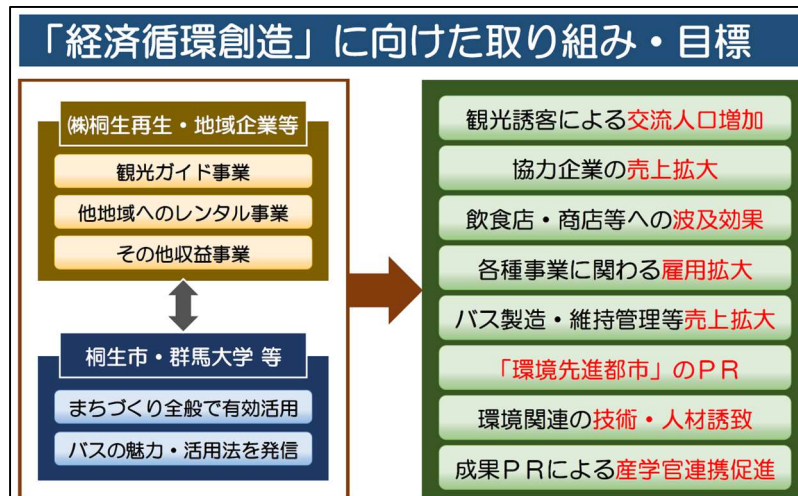 「経済循環創造」に向けた取り組み・目標
㈱桐生再生・地域企業等
観光ガイド事業
他地域へのレンタル事業
その他収益事業
桐生市・群馬大学 等
まちづくり全般で有効活用
バスの魅力・活用法を発信
観光誘客による交流人口増加
協力企業の売上拡大
飲食店・商店等への波及効果
各種事業に関わる雇用拡大
バス製造・維持管理等売上拡大
「環境先進都市」のＰＲ
環境関連の技術・人材誘致
成果ＰＲによる産学官連携促進